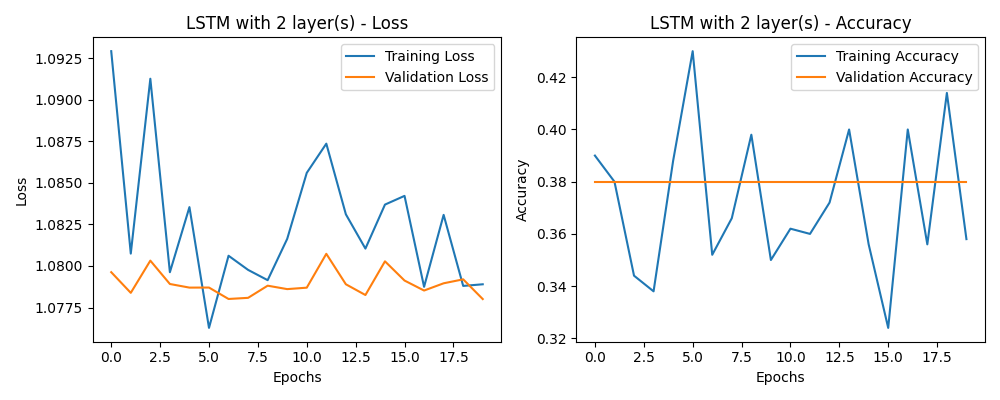 LSTM with 2 layer(s) - Loss
Training Loss
Validation Loss
1.0925
1.0900
1.0875
1.0850
1.0825
1.0800
1.0775
Loss
0.0 2.5 5.0 7.5 10.0 12.5 15.0 17.5
Epochs
LSTM with 2 layer(s) - Accuracy
Training Accuracy
Validation Accuracy
0.42
0.40
0.38
0.36
0.34
0.32
Accuracy
0.0 2.5 5.0 7.5 10.0 12.5 15.0 17.5
Epochs